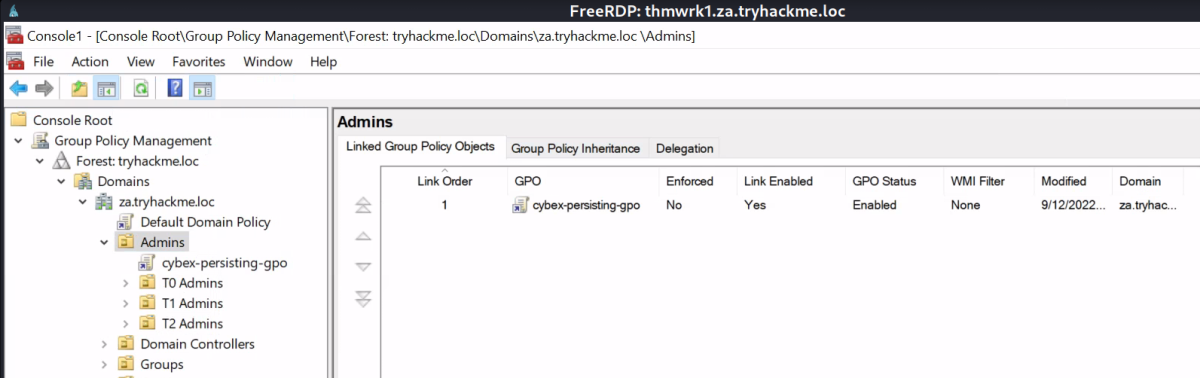 FreeRDP: thmwrk1.za.tryhackme.loc
Console1 - [Console Root\Group Policy Management\Forest: tryhackme.loc\Domains\za.tryhackme.loc \Admins]
File Action View Favorites Window Help
Console Root
Group Policy Management
Forest: tryhackme.loc
Domains
za.tryhackme.loc
Default Domain Policy
Admins
cybex-persisting-gpo
T0 Admins
T1 Admins
T2 Admins
Domain Controllers
Groups
Admins
Linked Group Policy Objects Group Policy Inheritance Delegation
Link Order GPO Enforced Link Enabled GPO Status WMI Filter Modified Domain
1 cybex-persisting-gpo No Yes Enabled None 9/12/2022... za.tryhac...